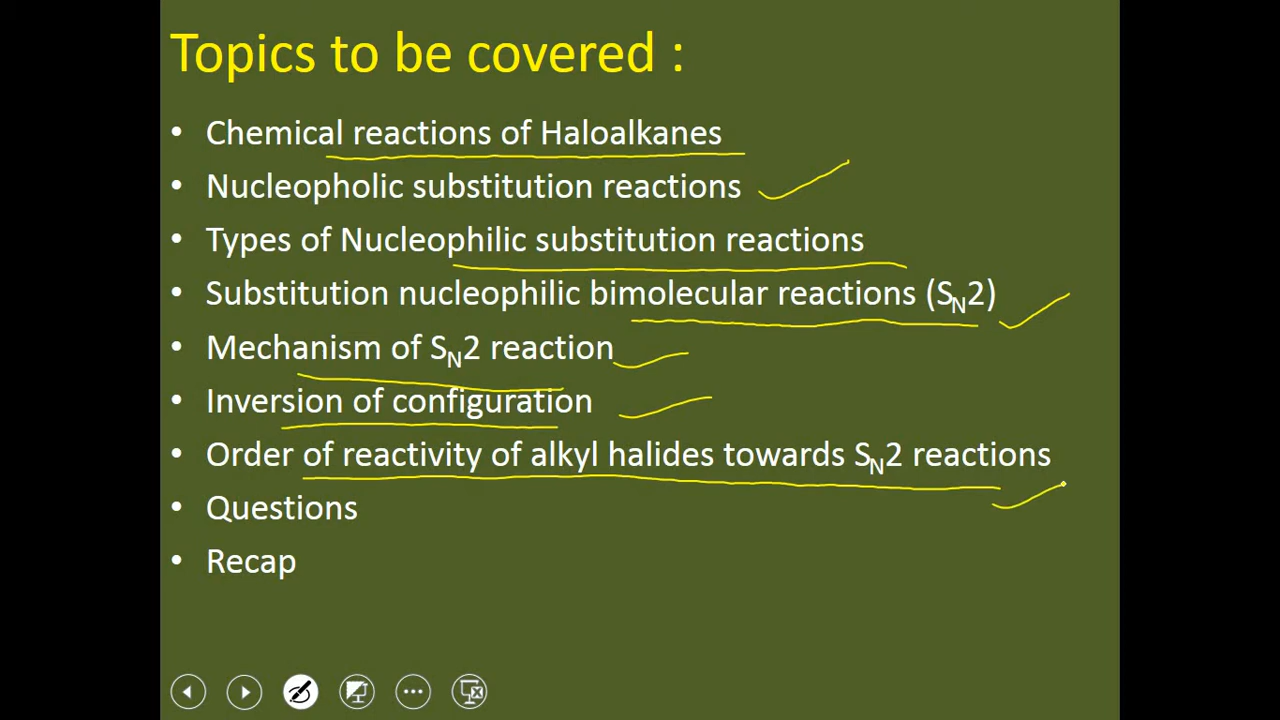 Topics to be covered :
• Chemical reactions of Haloalkanes
• Nucleopholic substitution reactions
• Types of Nucleophilic substitution reactions
• Substitution nucleophilic bimolecular reactions (SN2)
• Mechanism of SN2 reaction
• Inversion of configuration
• Order of reactivity of alkyl halides towards SN2 reactions
• Questions
• Recap